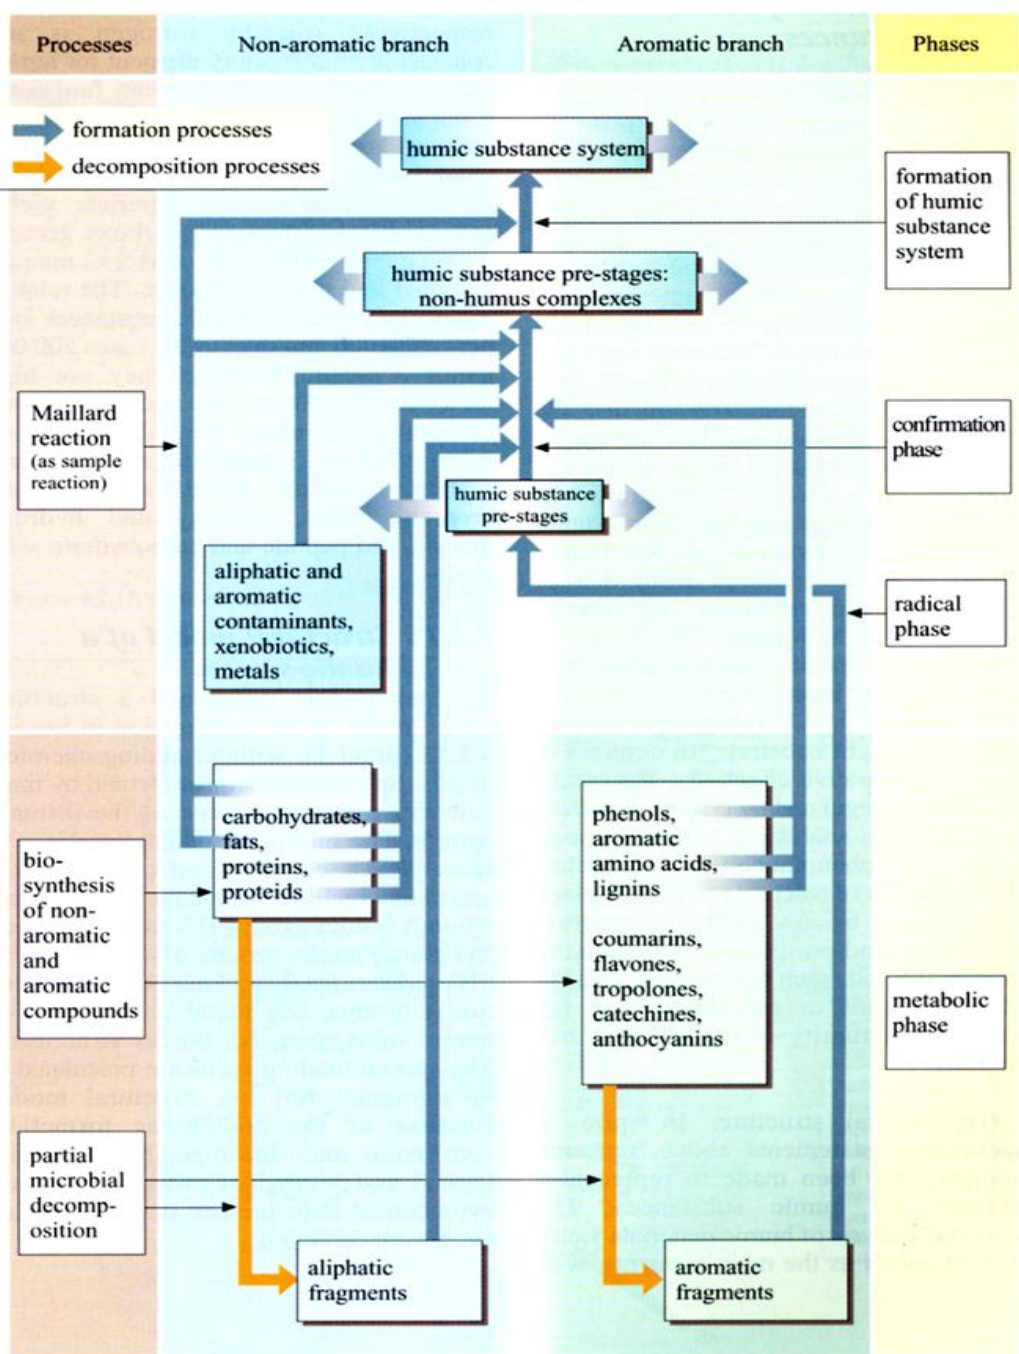 Processes
Non-aromatic branch
Aromatic branch
Phases
formation processes
decomposition processes
humic substance system
formation
of humic
substance
system
humic substance pre-stages:
non-humus complexes
Maillard
reaction
(as sample
reaction)
confirmation
phase
humic substance
pre-stages
aliphatic and
aromatic
contaminants,
xenobiotics,
metals
radical
phase
carbohydrates,
fats,
proteins,
proteids
phenols,
aromatic
amino acids,
lignins
coumarins,
flavones,
tropolones,
catechines,
anthocyanins
bio-
synthesis
of non-
aromatic
and
aromatic
compounds
metabolic
phase
partial
microbial
decomp-
osition
aliphatic
fragments
aromatic
fragments